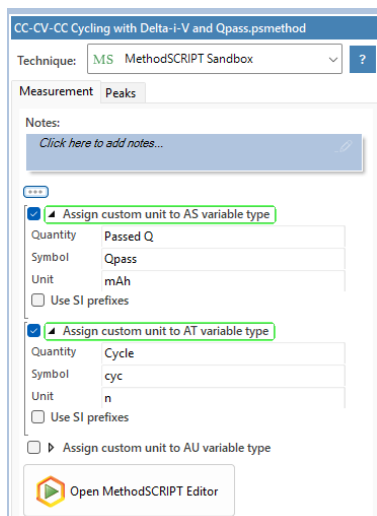 CC-CV-CC Cycling with Delta-i-V and Qpass.psmethod
Technique: MS MethodSCRIPT Sandbox ?
Measurement Peaks
Notes:
Click here to add notes...
Assign custom unit to AS variable type
Quantity Passed Q
Symbol Qpass
Unit mAh
Use SI prefixes
Assign custom unit to AT variable type
Quantity Cycle
Symbol cyc
Unit n
Use SI prefixes
Assign custom unit to AU variable type
Open MethodSCRIPT Editor